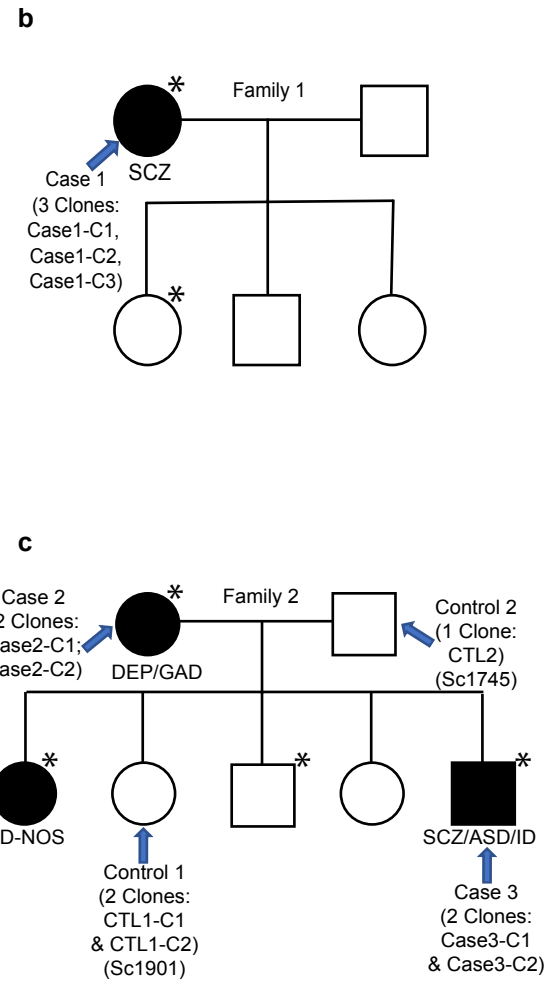 b
*
Family 1
SCZ
Case 1
(3 Clones:
Case1-C1,
Case1-C2,
Case1-C3)
*
c
Case 2
2 Clones:
ase2-C1;
ase2-C2)
*
Family 2
DEP/GAD
Control 2
(1 Clone:
CTL2)
(Sc1745)
*
*
*
D-NOS
SCZ/ASD/ID
Control 1
(2 Clones:
CTL1-C1
& CTL1-C2)
(Sc1901)
Case 3
(2 Clones:
Case3-C1
& Case3-C2)